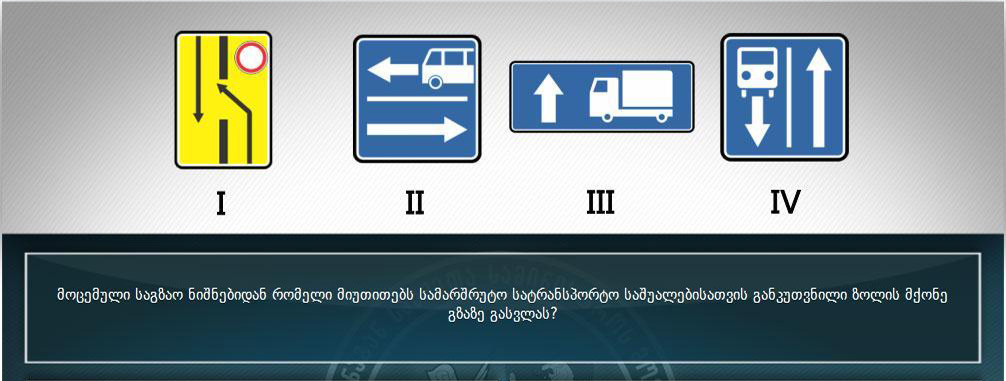 I II III IV
მოცემული საგზაო ნიშნებიდან რომელი მიუთითებს სამარშრუტო სატრანსპორტო საშუალებისათვის განკუთვნილი ზოლის მქონე
გზაზე გასვლას?